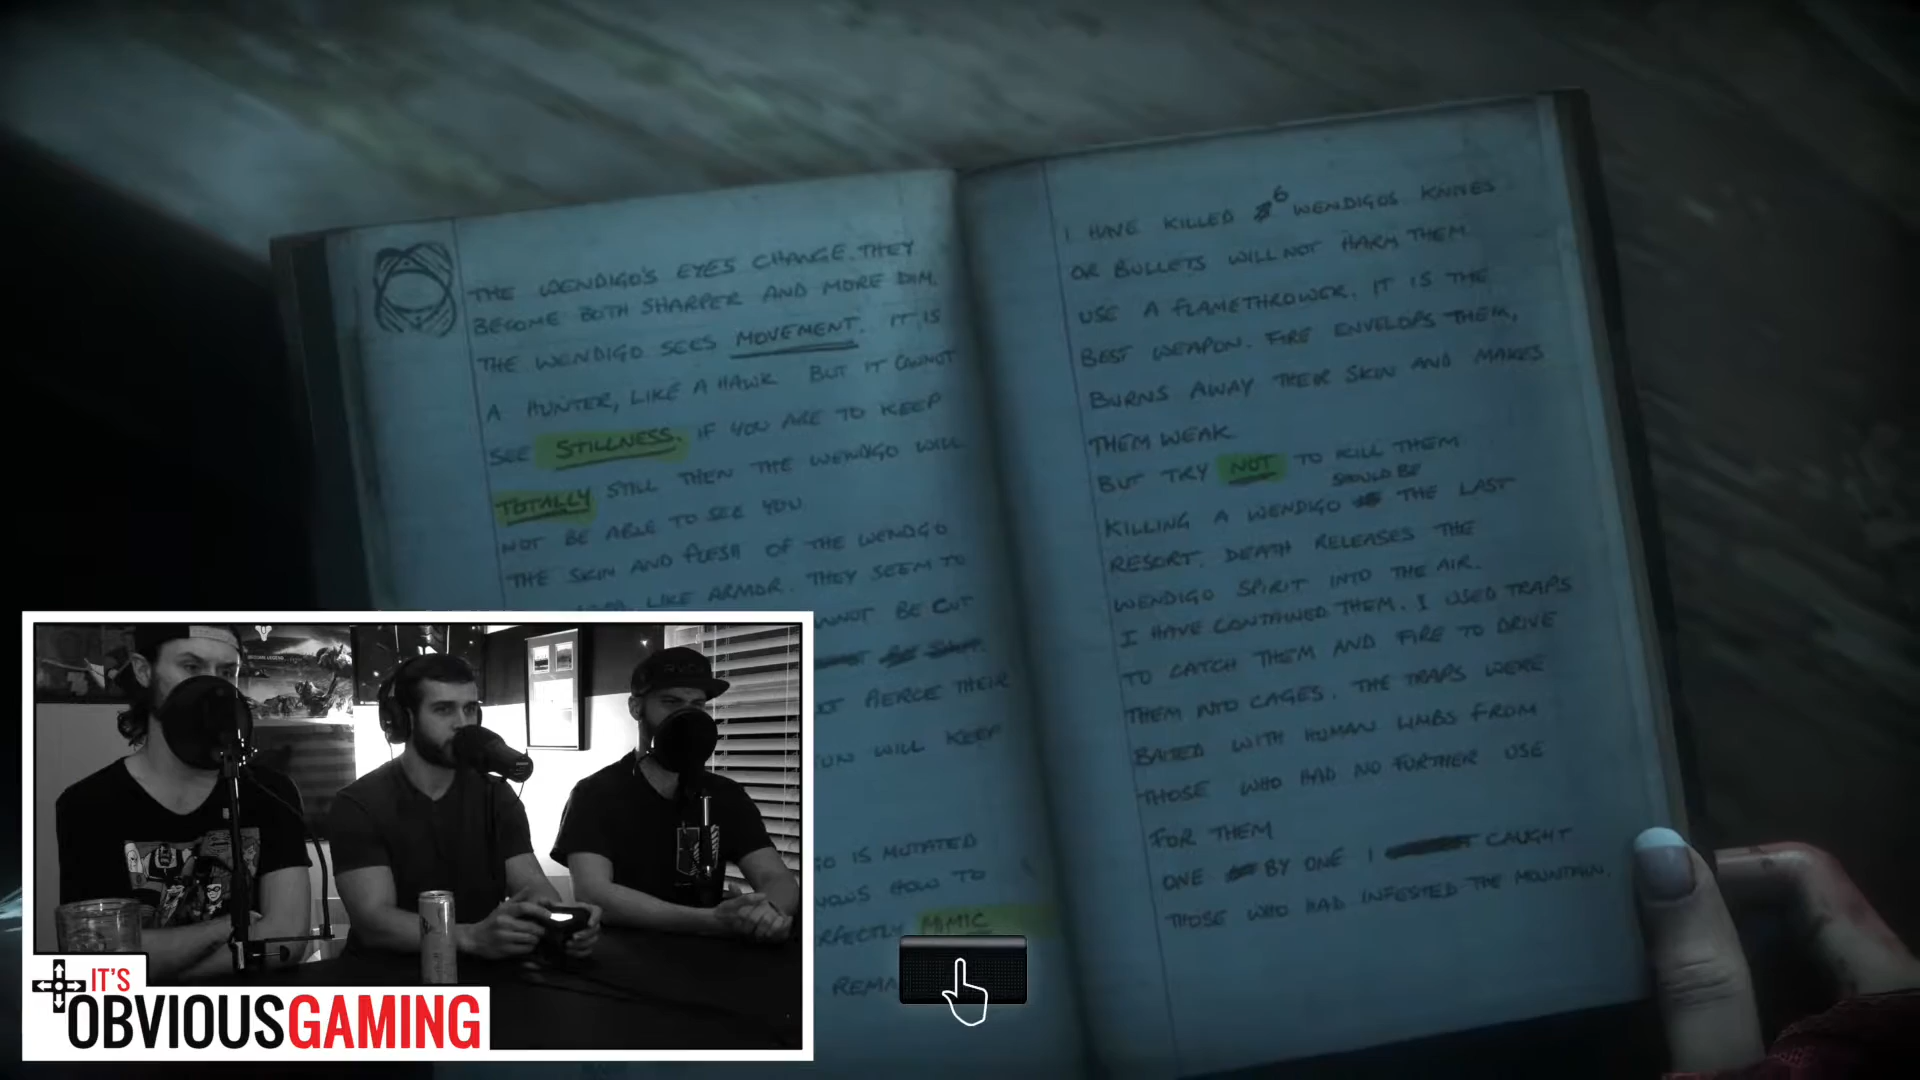 THE WENDIGO'S EYES CHANGE. THEY
BECOME BOTH SHARPER AND MORE DIM.
THE WENDIGO SEES MOVEMENT. IT IS
A HUNTER, LIKE A HAWK BUT IT CANNOT
SEE STILLNESS. IF YOU ARE TO KEEP
TOTALLY STILL THEN THE WENDIGO WILL
NOT BE ABLE TO SEE YOU
THE SKIN AND FLESH OF THE WENDIGO
LIKE ARMOR. THEY SEEM TO
BE CUT
PIERCE THEIR
WILL KEEP
IS MUTATED
HOW TO
MIMIC
I HAVE KILLED 6 WENDIGOS KNIVES
OR BULLETS WILL NOT HARM THEM
USE A FLAMETHROWER. IT IS THE
BEST WEAPON. FIRE ENVELOPS THEM,
BURNS AWAY THEIR SKIN AND MAKES
THEM WEAK.
BUT TRY NOT TO KILL THEM
SHOULD BE
KILLING A WENDIGO THE LAST
RESORT. DEATH RELEASES THE
WENDIGO SPIRIT INTO THE AIR.
I HAVE CONTAINED THEM. I USED TRAPS
TO CATCH THEM AND FIRE TO DRIVE
THEM INTO CAGES. THE TRAPS WERE
BAITED WITH HUMAN LIMBS FROM
THOSE WHO HAD NO FURTHER USE
FOR THEM
ONE BY ONE I CAUGHT
THOSE WHO HAD INFESTED THE MOUNTAIN.
IT'S
OBVIOUSGAMING